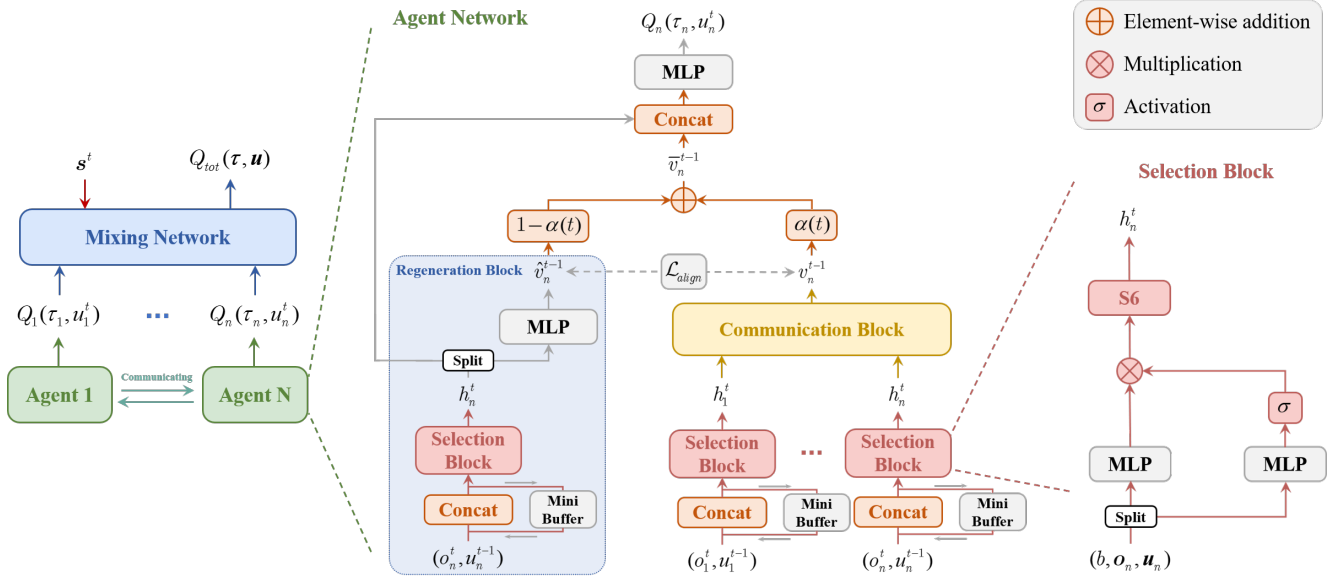 Agent Network
Q_n(τ_n, u_n^t)
MLP
Concat
v̅_n^{t-1}
1−α(t)
α(t)
Regeneration Block
v̂_n^{t-1}
ℒ_align
v_n^{t-1}
MLP
Communication Block
Split
h_n^t
h_1^t
h_n^t
Selection
Block
Selection
Block
...
Selection
Block
Concat
Mini
Buffer
Concat
Mini
Buffer
Concat
Mini
Buffer
(o_n^t, u_n^{t-1})
(o_1^t, u_1^{t-1})
(o_n^t, u_n^{t-1})
s^t
Q_tot(τ, u)
Mixing Network
Q_1(τ_1, u_1^t)
...
Q_n(τ_n, u_n^t)
Agent 1
Communicating
Agent N
Element-wise addition
Multiplication
σ Activation
Selection Block
h_n^t
S6
σ
MLP
MLP
Split
(b, o_n, u_n)